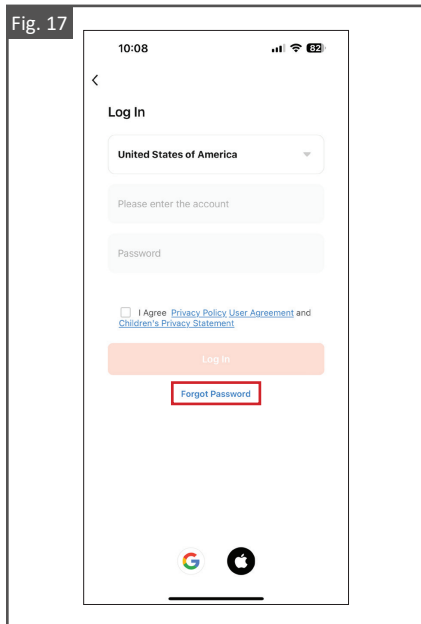 Fig. 17
10:08
82
Log In
United States of America
Please enter the account
Password
I Agree Privacy Policy User Agreement and
Children's Privacy Statement
Log In
Forgot Password